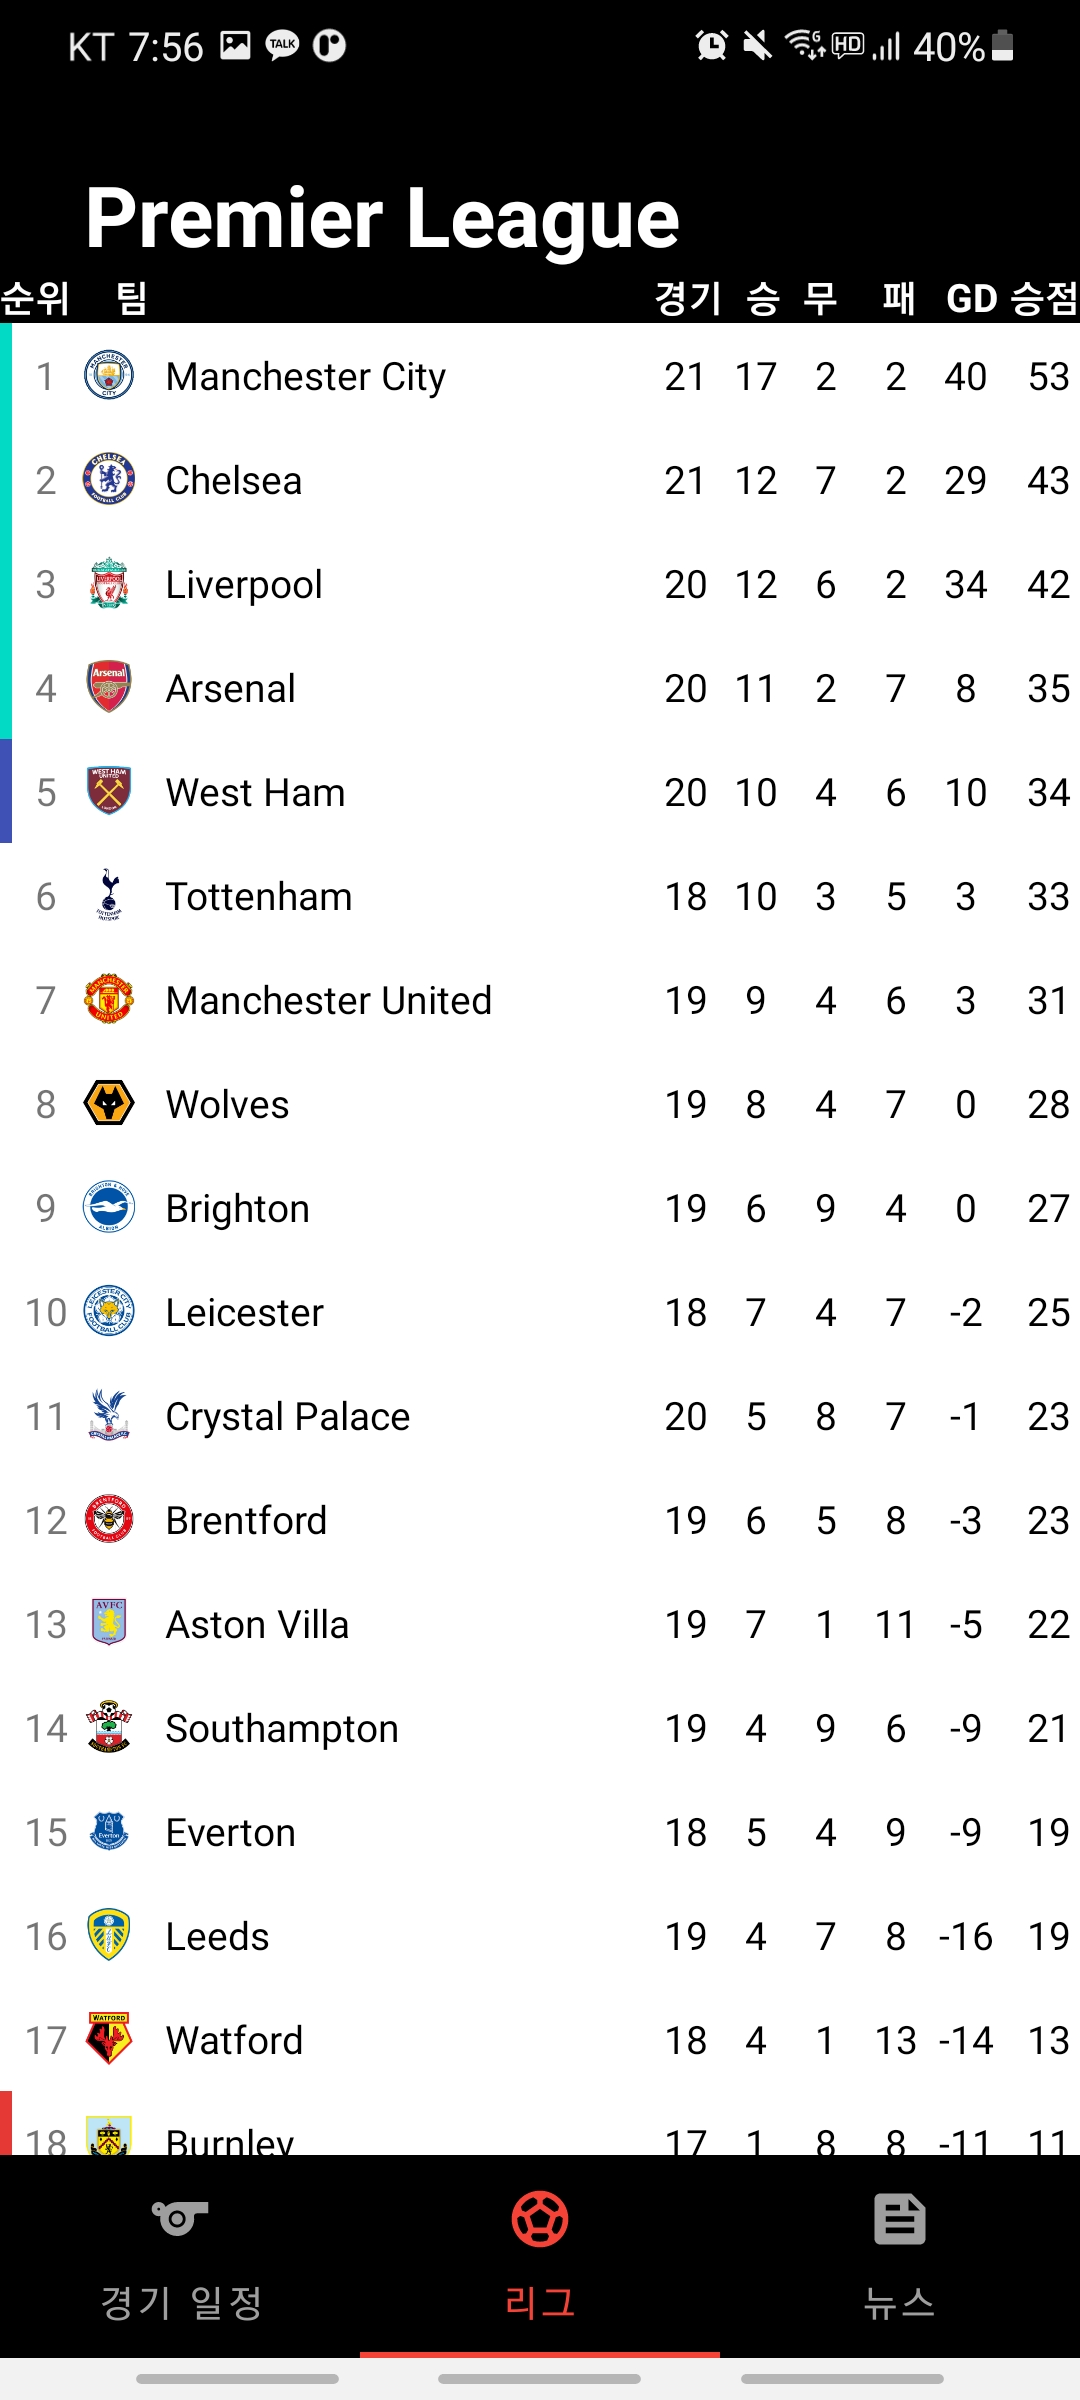 KT 7:56 TALK HD 40%
Premier League
순위 팀 경기 승 무 패 GD 승점
1 Manchester City 21 17 2 2 40 53
2 Chelsea 21 12 7 2 29 43
3 Liverpool 20 12 6 2 34 42
4 Arsenal 20 11 2 7 8 35
5 West Ham 20 10 4 6 10 34
6 Tottenham 18 10 3 5 3 33
7 Manchester United 19 9 4 6 3 31
8 Wolves 19 8 4 7 0 28
9 Brighton 19 6 9 4 0 27
10 Leicester 18 7 4 7 -2 25
11 Crystal Palace 20 5 8 7 -1 23
12 Brentford 19 6 5 8 -3 23
13 Aston Villa 19 7 1 11 -5 22
14 Southampton 19 4 9 6 -9 21
15 Everton 18 5 4 9 -9 19
16 Leeds 19 4 7 8 -16 19
17 Watford 18 4 1 13 -14 13
18 Burnley 17 1 8 8 -11 11
경기 일정 리그 뉴스